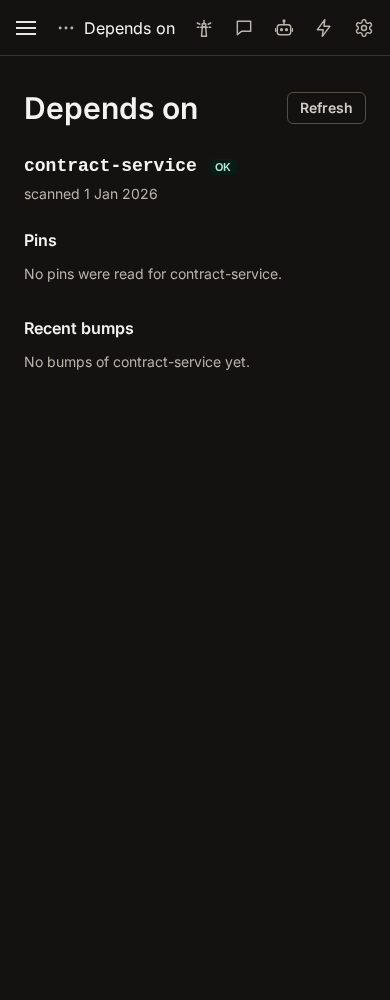 Depends on
Depends on
Refresh
contract-service OK
scanned 1 Jan 2026
Pins
No pins were read for contract-service.
Recent bumps
No bumps of contract-service yet.